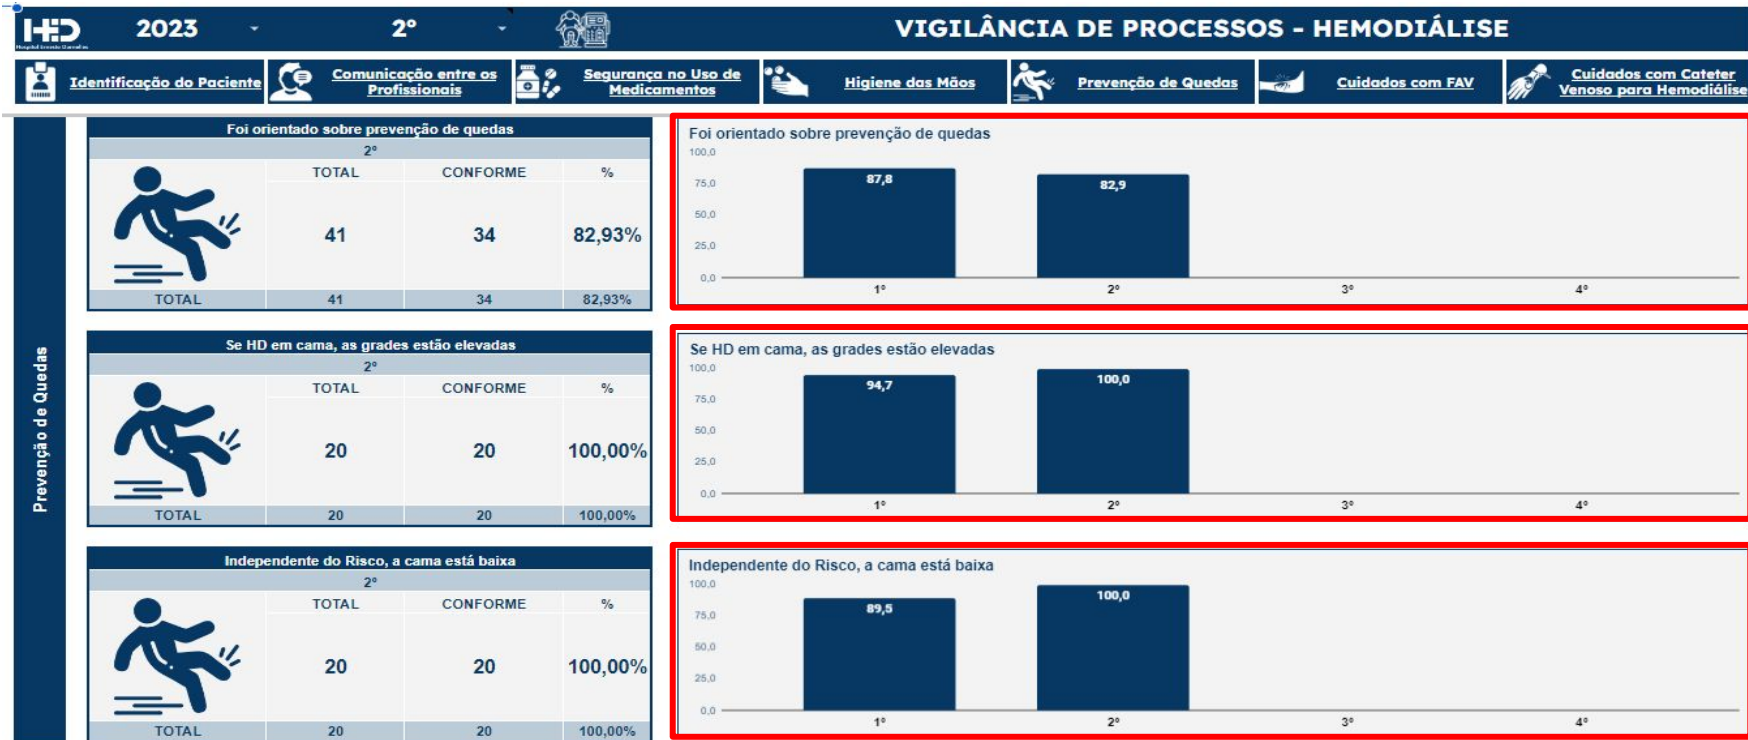 HED
2023
2º
VIGILÂNCIA DE PROCESSOS - HEMODIÁLISE
Identificação do Paciente
Comunicação entre os
Profissionais
Segurança no Uso de
Medicamentos
Higiene das Mãos
Prevenção de Quedas
Cuidados com FAV
Cuidados com Cateter
Venoso para Hemodiálise
Prevenção de Quedas
Foi orientado sobre prevenção de quedas
2º
TOTAL CONFORME %
41 34 82,93%
TOTAL 41 34 82,93%
Foi orientado sobre prevenção de quedas
100,0
75,0
50,0
25,0
0,0
87,8
82,9
1º 2º 3º 4º
Se HD em cama, as grades estão elevadas
2º
TOTAL CONFORME %
20 20 100,00%
TOTAL 20 20 100,00%
Se HD em cama, as grades estão elevadas
100,0
75,0
50,0
25,0
0,0
94,7
100,0
1º 2º 3º 4º
Independente do Risco, a cama está baixa
2º
TOTAL CONFORME %
20 20 100,00%
TOTAL 20 20 100,00%
Independente do Risco, a cama está baixa
100,0
75,0
50,0
25,0
0,0
89,5
100,0
1º 2º 3º 4º